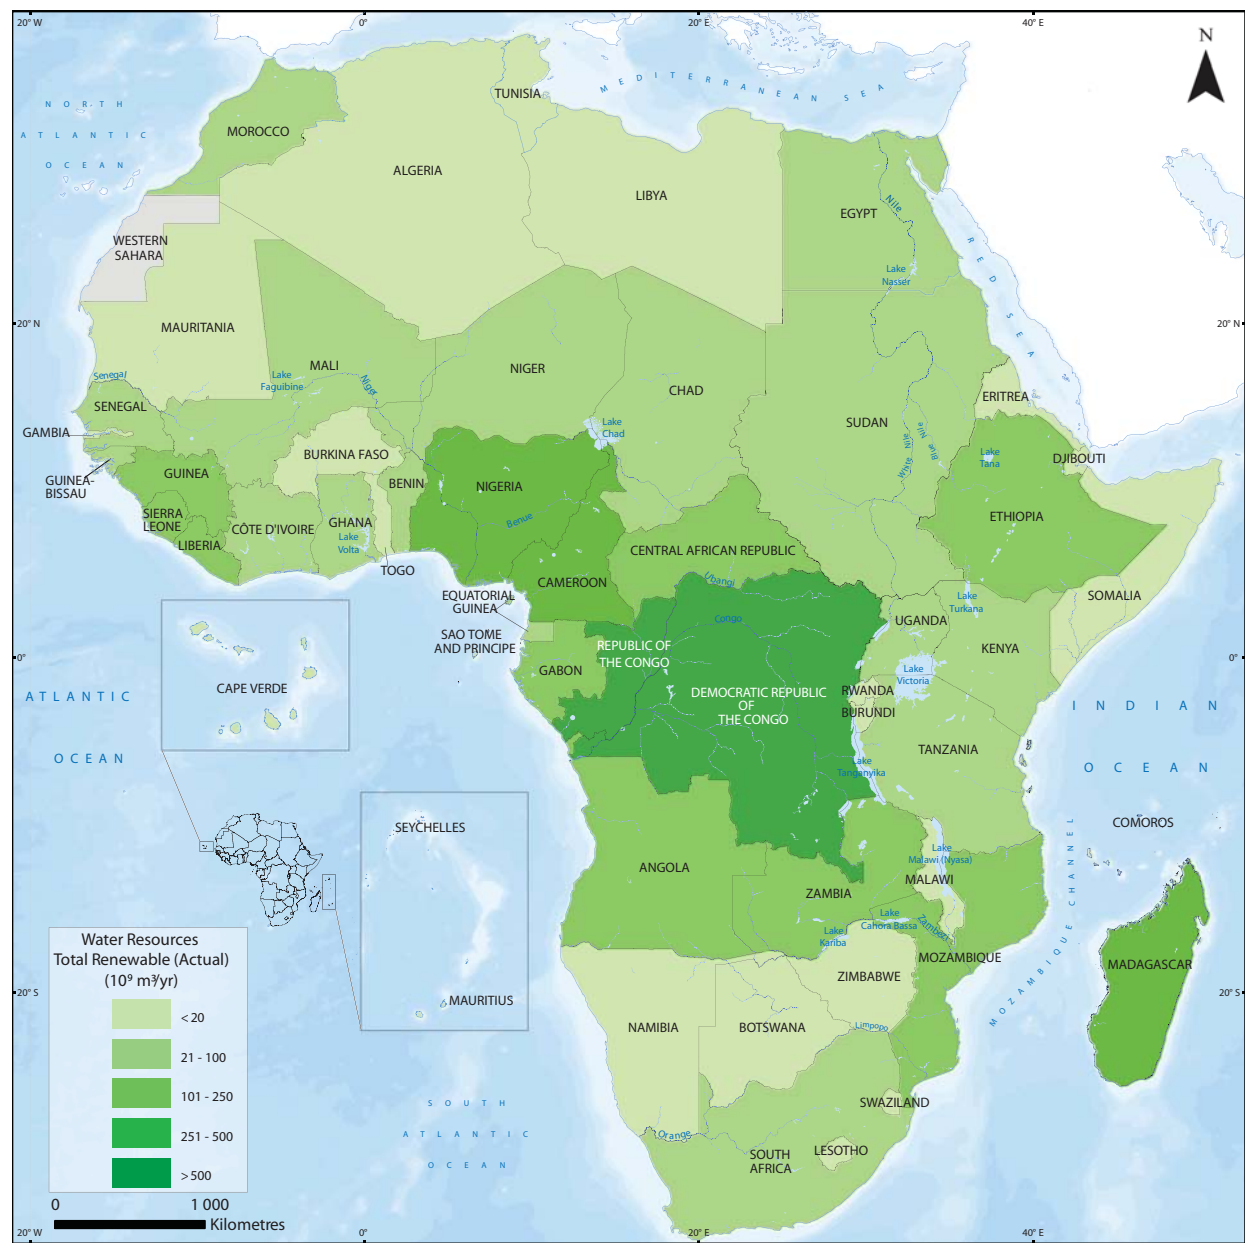 20° W
0°
20° E
40° E
N
MEDITERRANEAN SEA
TUNISIA
NORTH
ATLANTIC
OCEAN
MOROCCO
ALGERIA
LIBYA
EGYPT
Nile
RED SEA
WESTERN
SAHARA
Lake
Nasser
20° N
20° N
MAURITANIA
MALI
NIGER
CHAD
SUDAN
ERITREA
Senegal
Lake
Faguibine
Niger
SENEGAL
GAMBIA
Lake
Chad
White Nile
Blue Nile
Lake
Tana
DJIBOUTI
BURKINA FASO
GUINEA-
BISSAU
GUINEA
BENIN
NIGERIA
ETHIOPIA
SIERRA
LEONE
CÔTE D'IVOIRE
GHANA
Lake
Volta
Benue
LIBERIA
CENTRAL AFRICAN REPUBLIC
TOGO
CAMEROON
Ubangi
EQUATORIAL
GUINEA
Lake
Turkana
SOMALIA
UGANDA
Congo
SAO TOME
AND PRINCIPE
REPUBLIC OF
THE CONGO
KENYA
0°
0°
GABON
Lake
Victoria
CAPE VERDE
DEMOCRATIC REPUBLIC
OF
THE CONGO
RWANDA
BURUNDI
ATLANTIC
OCEAN
INDIAN
OCEAN
TANZANIA
Lake
Tanganyika
SEYCHELLES
COMOROS
Lake
Malawi (Nyasa)
ANGOLA
MALAWI
ZAMBIA
Lake
Cahora Bassa
Zambezi
Lake
Kariba
MOZAMBIQUE CHANNEL
MOZAMBIQUE
MADAGASCAR
ZIMBABWE
20° S
20° S
MAURITIUS
NAMIBIA
BOTSWANA
Limpopo
SWAZILAND
SOUTH
ATLANTIC
OCEAN
Orange
SOUTH
AFRICA
LESOTHO
Water Resources
Total Renewable (Actual)
(10⁹ m³/yr)
< 20
21 - 100
101 - 250
251 - 500
> 500
0 1 000
Kilometres
20° W
0°
20° E
40° E